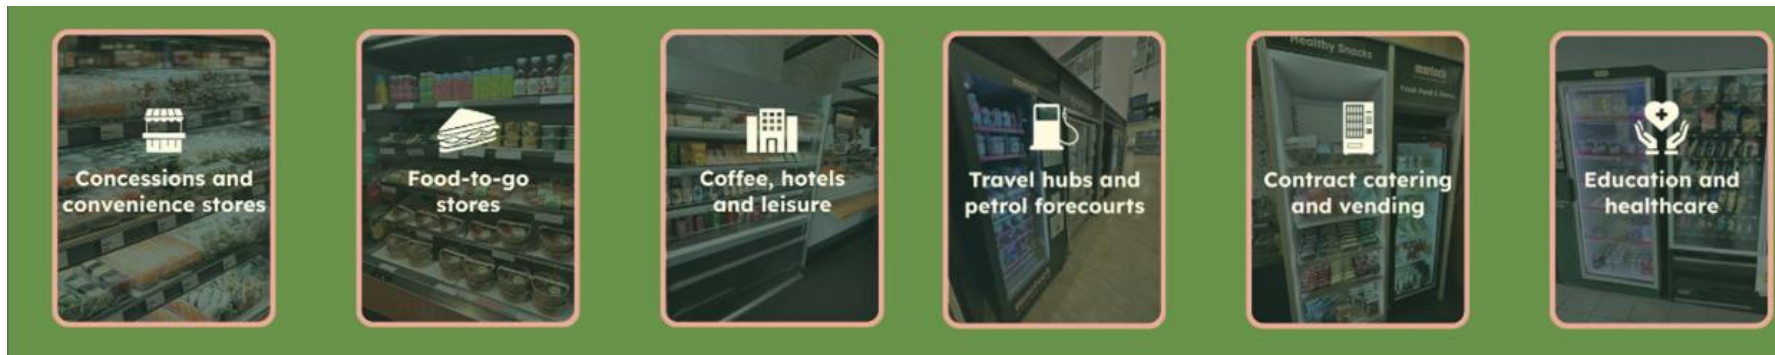 Concessions and
convenience stores
Food-to-go
stores
Coffee, hotels
and leisure
Travel hubs and
petrol forecourts
Healthy Snacks
Contract catering
and vending
Education and
healthcare